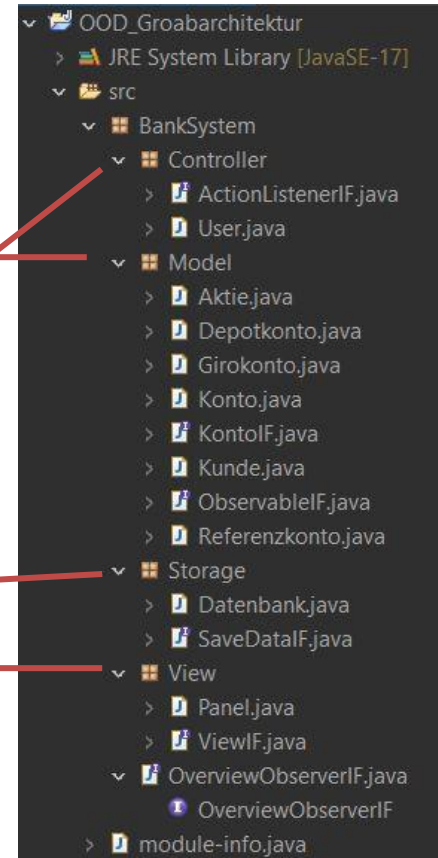 OOD_Groabarchitektur
JRE System Library [JavaSE-17]
src
BankSystem
Controller
ActionListenerIF.java
User.java
Model
Aktie.java
Depotkonto.java
Girokonto.java
Konto.java
KontoIF.java
Kunde.java
ObservableIF.java
Referenzkonto.java
Storage
Datenbank.java
SaveDataIF.java
View
Panel.java
ViewIF.java
OverviewObserverIF.java
OverviewObserverIF
module-info.java